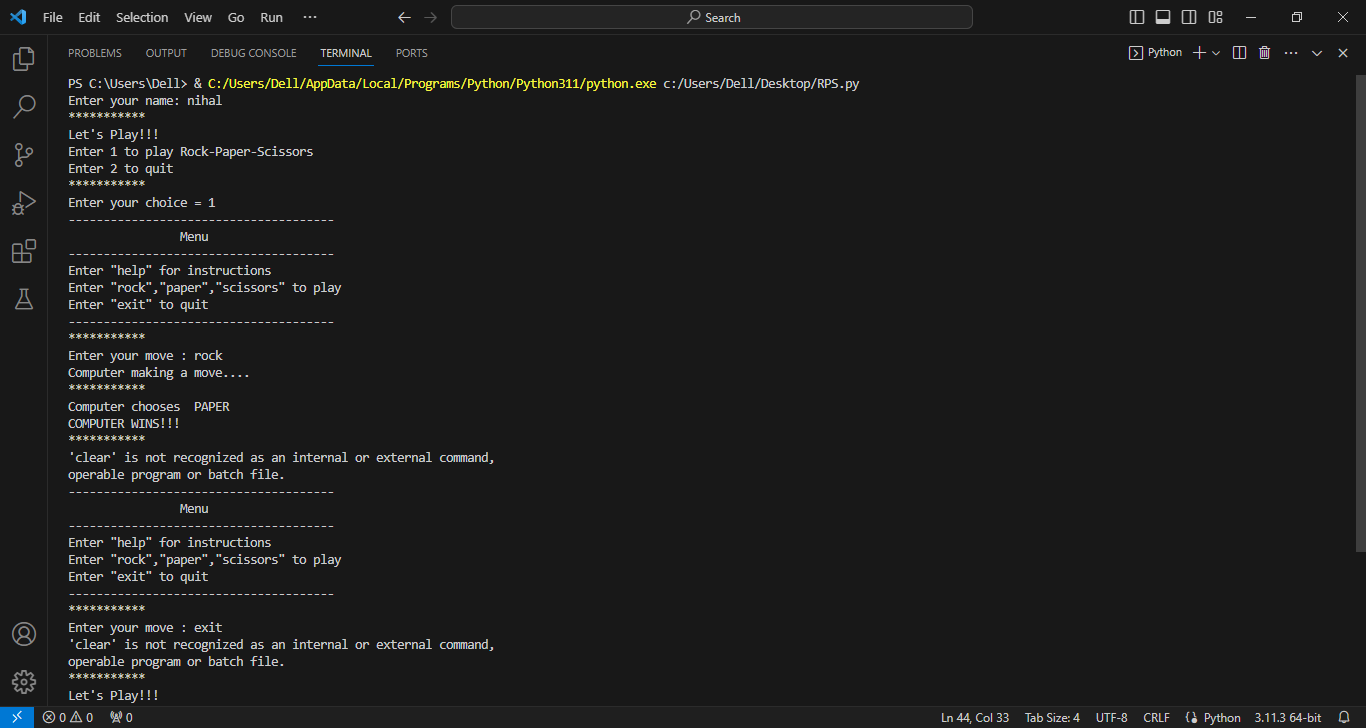 File Edit Selection View Go Run ··· Search
PROBLEMS OUTPUT DEBUG CONSOLE TERMINAL PORTS Python
PS C:\Users\Dell> & C:/Users/Dell/AppData/Local/Programs/Python/Python311/python.exe c:/Users/Dell/Desktop/RPS.py
Enter your name: nihal
***********
Let's Play!!!
Enter 1 to play Rock-Paper-Scissors
Enter 2 to quit
***********
Enter your choice = 1
--------------------------------------
Menu
--------------------------------------
Enter "help" for instructions
Enter "rock","paper","scissors" to play
Enter "exit" to quit
--------------------------------------
***********
Enter your move : rock
Computer making a move....
***********
Computer chooses  PAPER
COMPUTER WINS!!!
***********
'clear' is not recognized as an internal or external command,
operable program or batch file.
--------------------------------------
Menu
--------------------------------------
Enter "help" for instructions
Enter "rock","paper","scissors" to play
Enter "exit" to quit
--------------------------------------
***********
Enter your move : exit
'clear' is not recognized as an internal or external command,
operable program or batch file.
***********
Let's Play!!!
0 0 0 Ln 44, Col 33 Tab Size: 4 UTF-8 CRLF Python 3.11.3 64-bit